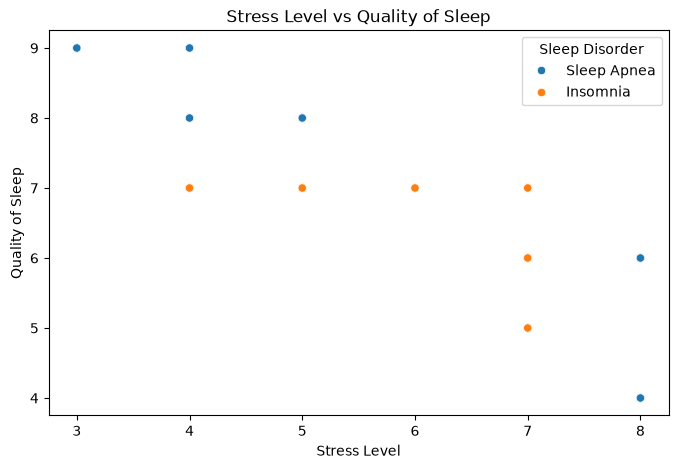 Stress Level vs Quality of Sleep
Sleep Disorder
Sleep Apnea
Insomnia
Quality of Sleep
9
8
7
6
5
4
3 4 5 6 7 8
Stress Level